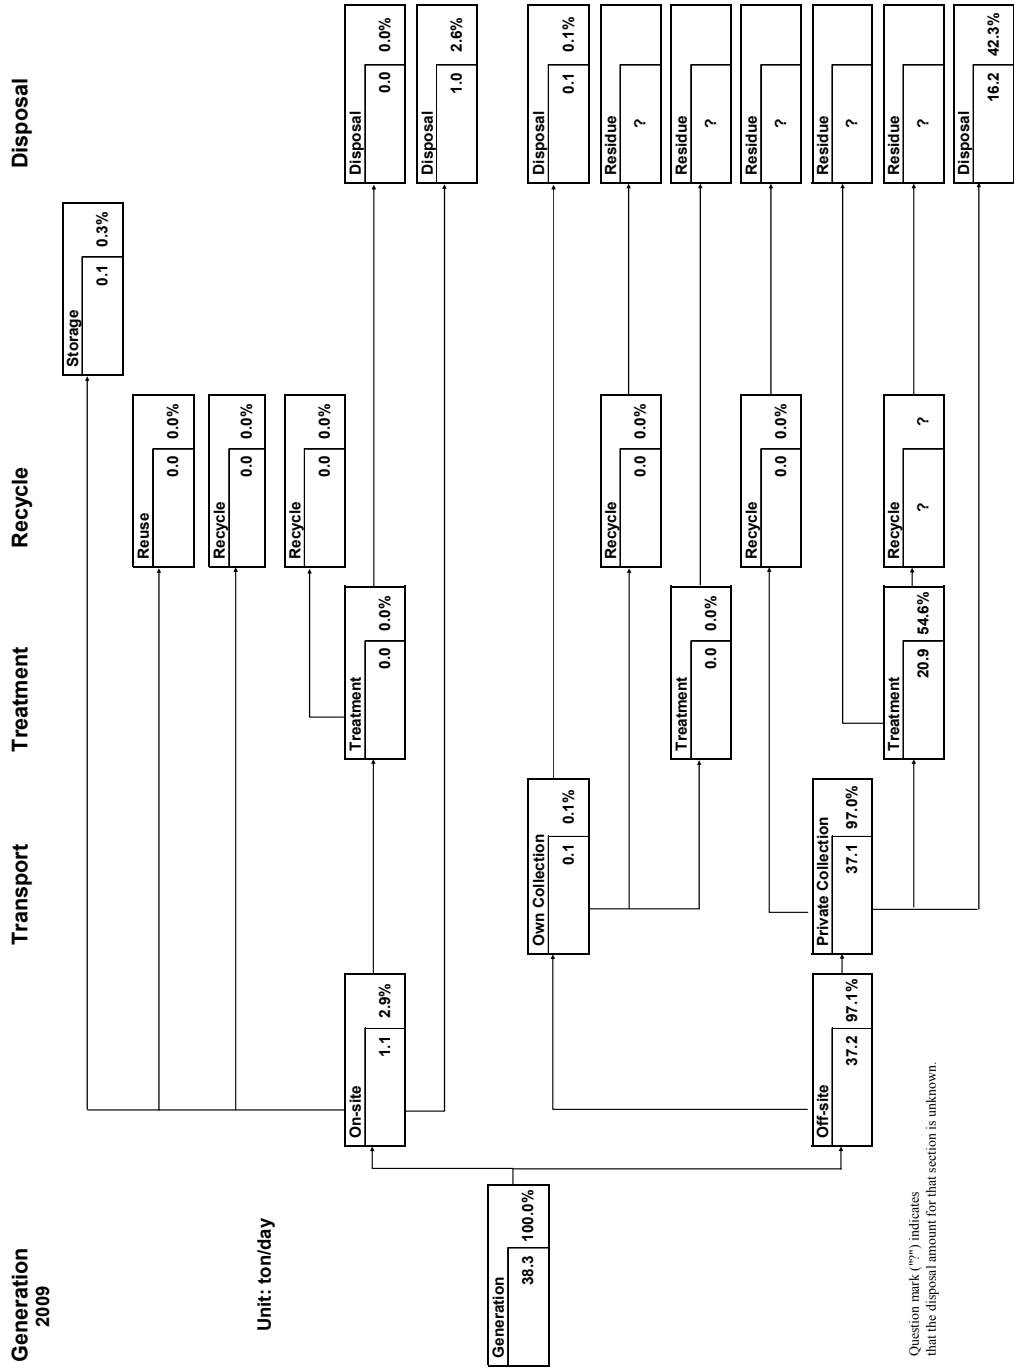 Generation
2009
Transport
Treatment
Recycle
Disposal
Unit: ton/day
Storage
0.1 0.3%
Reuse
0.0 0.0%
Recycle
0.0 0.0%
Recycle
0.0 0.0%
On-site
1.1 2.9%
Treatment
0.0 0.0%
Disposal
0.0 0.0%
Disposal
1.0 2.6%
Generation
38.3 100.0%
Own Collection
0.1 0.1%
Disposal
0.1 0.1%
Recycle
0.0 0.0%
Residue
?
Treatment
0.0 0.0%
Residue
?
Recycle
0.0 0.0%
Residue
?
Off-site
37.2 97.1%
Private Collection
37.1 97.0%
Residue
?
Treatment
20.9 54.6%
Recycle
? ?
Residue
?
Disposal
16.2 42.3%
Question mark ("?") indicates
that the disposal amount for that section is unknown.